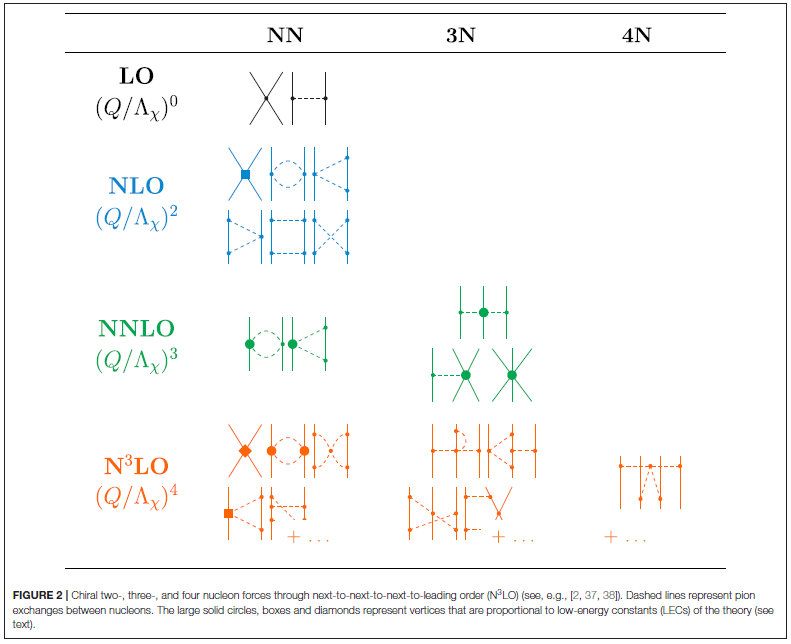 NN 3N 4N
LO
(Q/Λχ)⁰
NLO
(Q/Λχ)²
NNLO
(Q/Λχ)³
N³LO
(Q/Λχ)⁴
+ ... + ... + ...
FIGURE 2 | Chiral two-, three-, and four nucleon forces through next-to-next-to-next-to-leading order (N³LO) (see, e.g., [2, 37, 38]). Dashed lines represent pion
exchanges between nucleons. The large solid circles, boxes and diamonds represent vertices that are proportional to low-energy constants (LECs) of the theory (see
text).